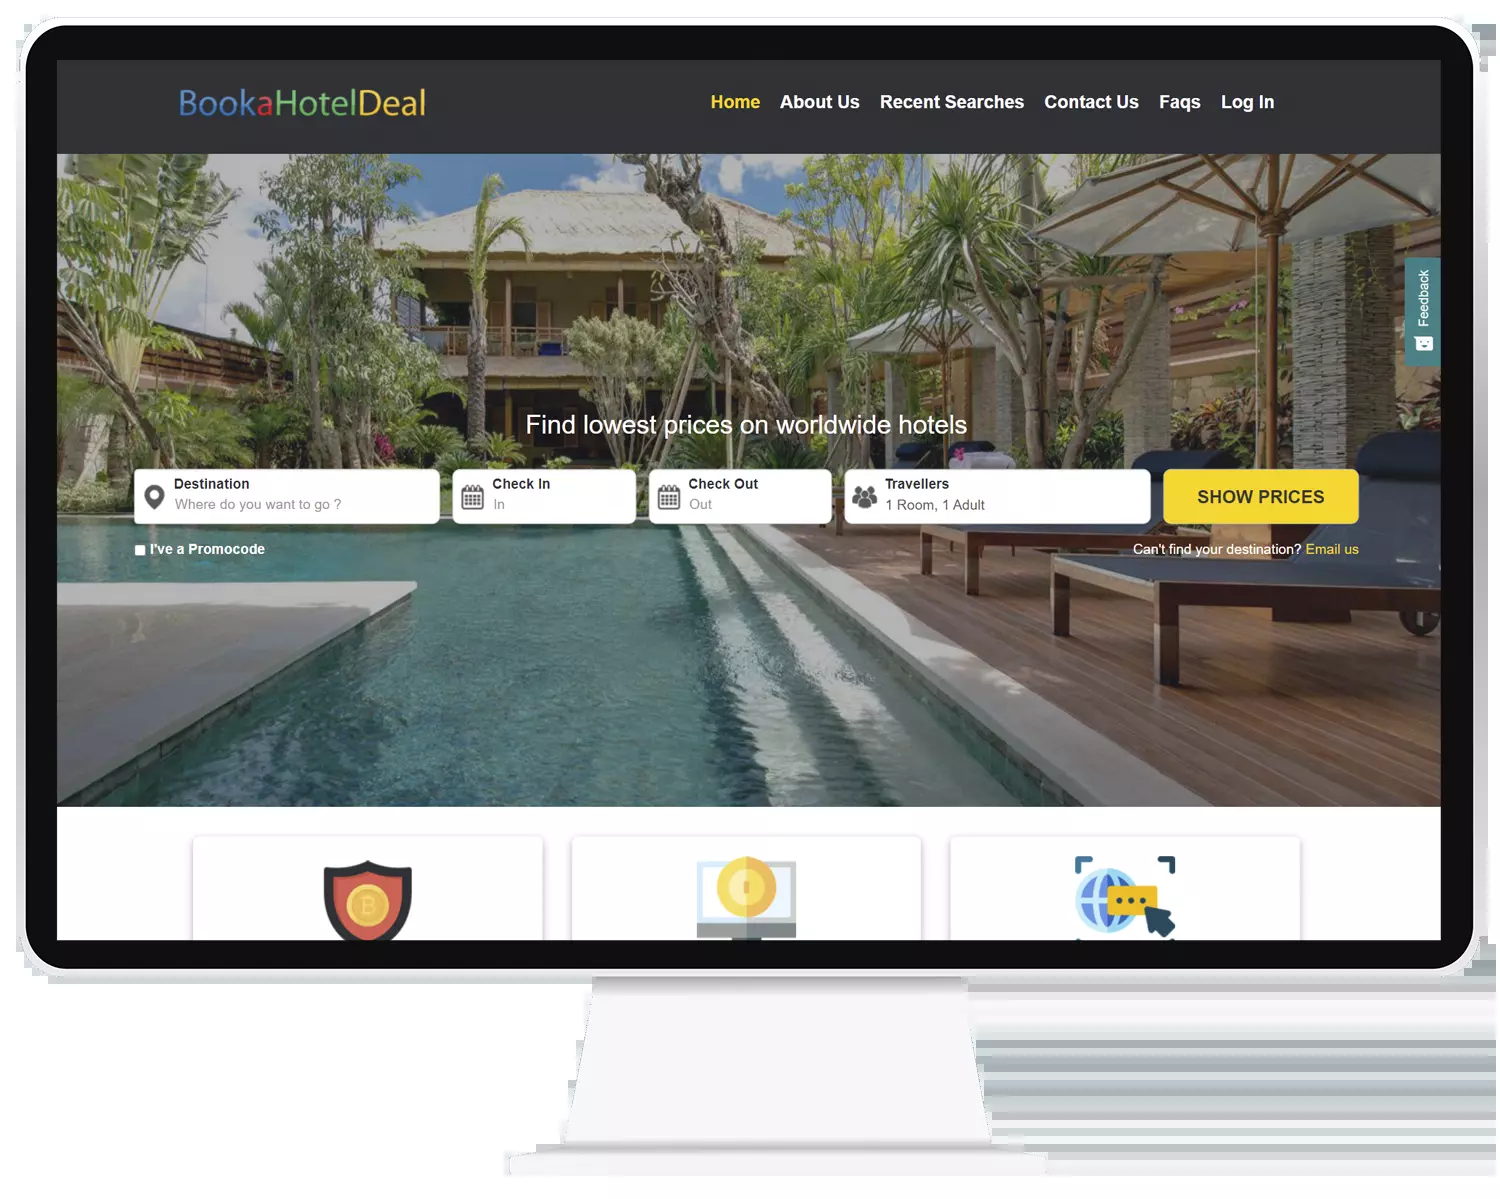 BookaHotelDeal
Home About Us Recent Searches Contact Us Faqs Log In
Feedback
Find lowest prices on worldwide hotels
Destination
Where do you want to go ?
Check In
In
Check Out
Out
Travellers
1 Room, 1 Adult
SHOW PRICES
I've a Promocode
Can't find your destination? Email us